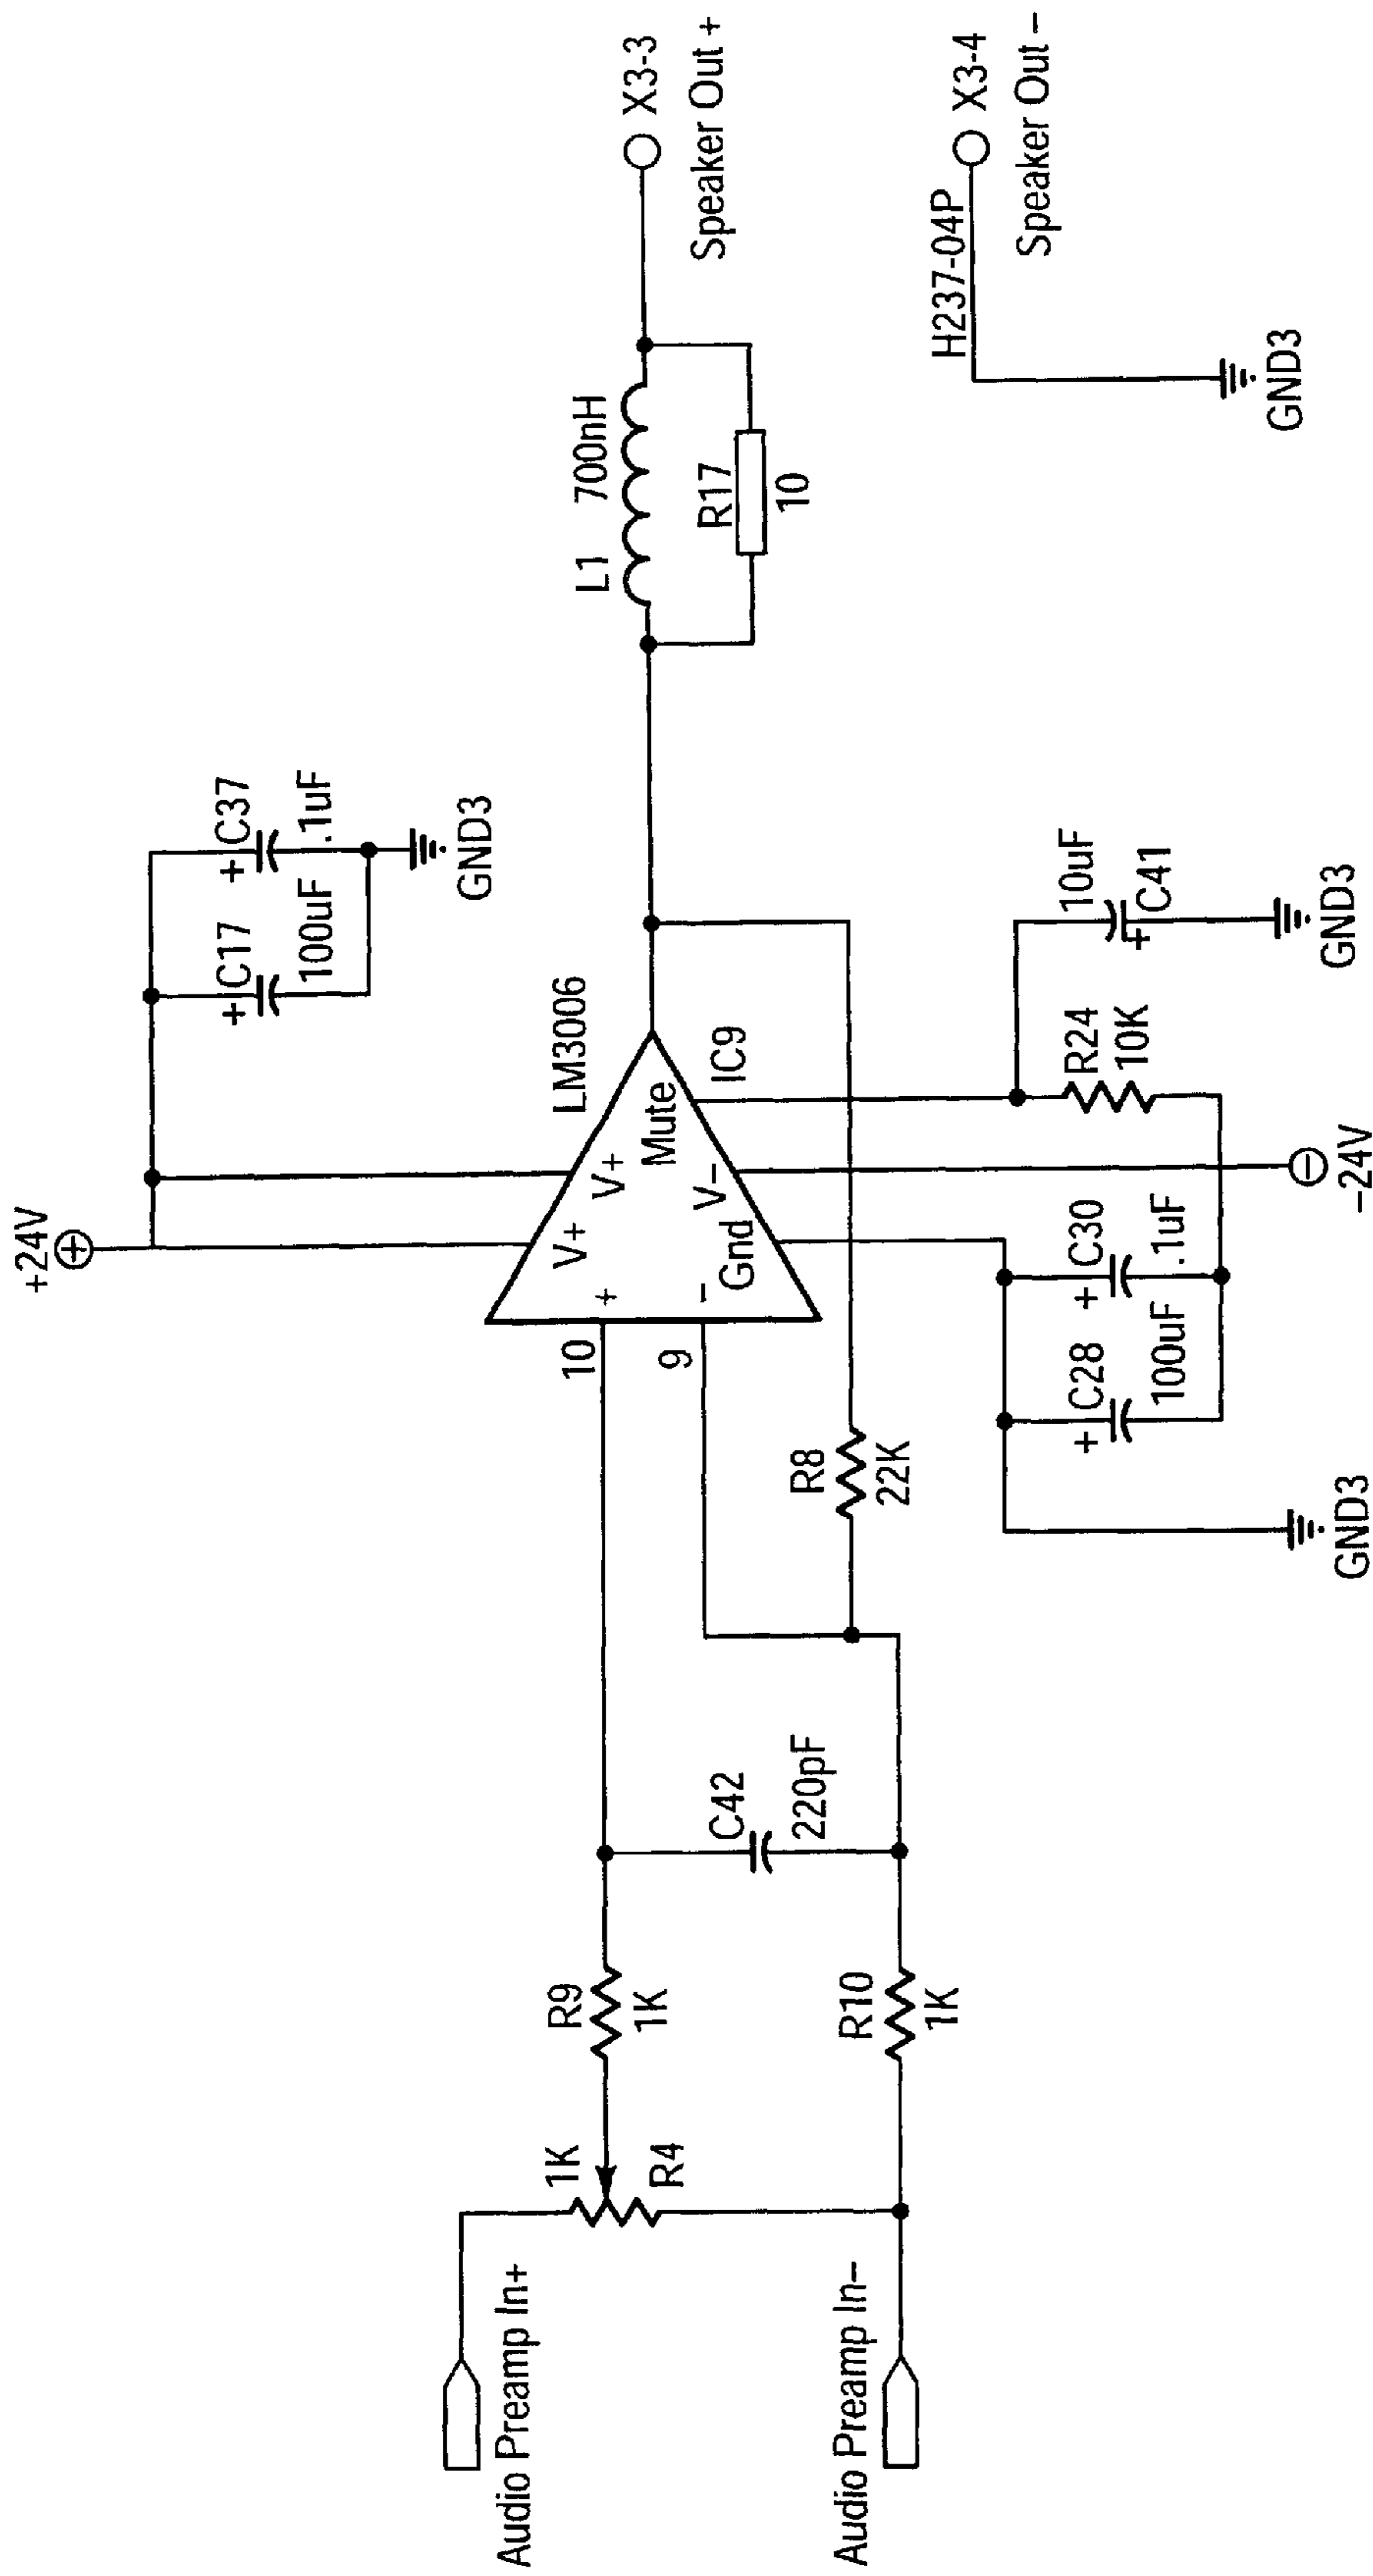 +24V
C17
100uF
C37
.1uF
GND3
LM3006
V+
V+
+
–
Mute
V–
Gnd
IC9
10
9
L1
700nH
R17
10
X3-3
Speaker Out +
H237-04P
X3-4
Speaker Out –
GND3
Audio Preamp In+
1K
R4
R9
1K
C42
220pF
R8
22K
Audio Preamp In–
R10
1K
+
C28
100uF
+
C30
.1uF
R24
10K
10uF
+
C41
GND3
–24V
GND3
+
+